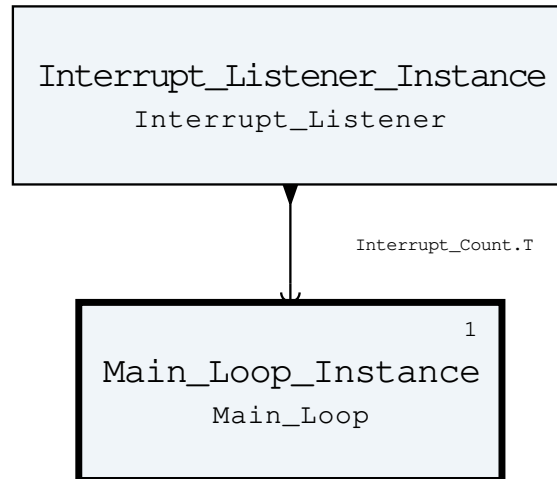 Interrupt_Listener_Instance
Interrupt_Listener
Interrupt_Count.T
1
Main_Loop_Instance
Main_Loop